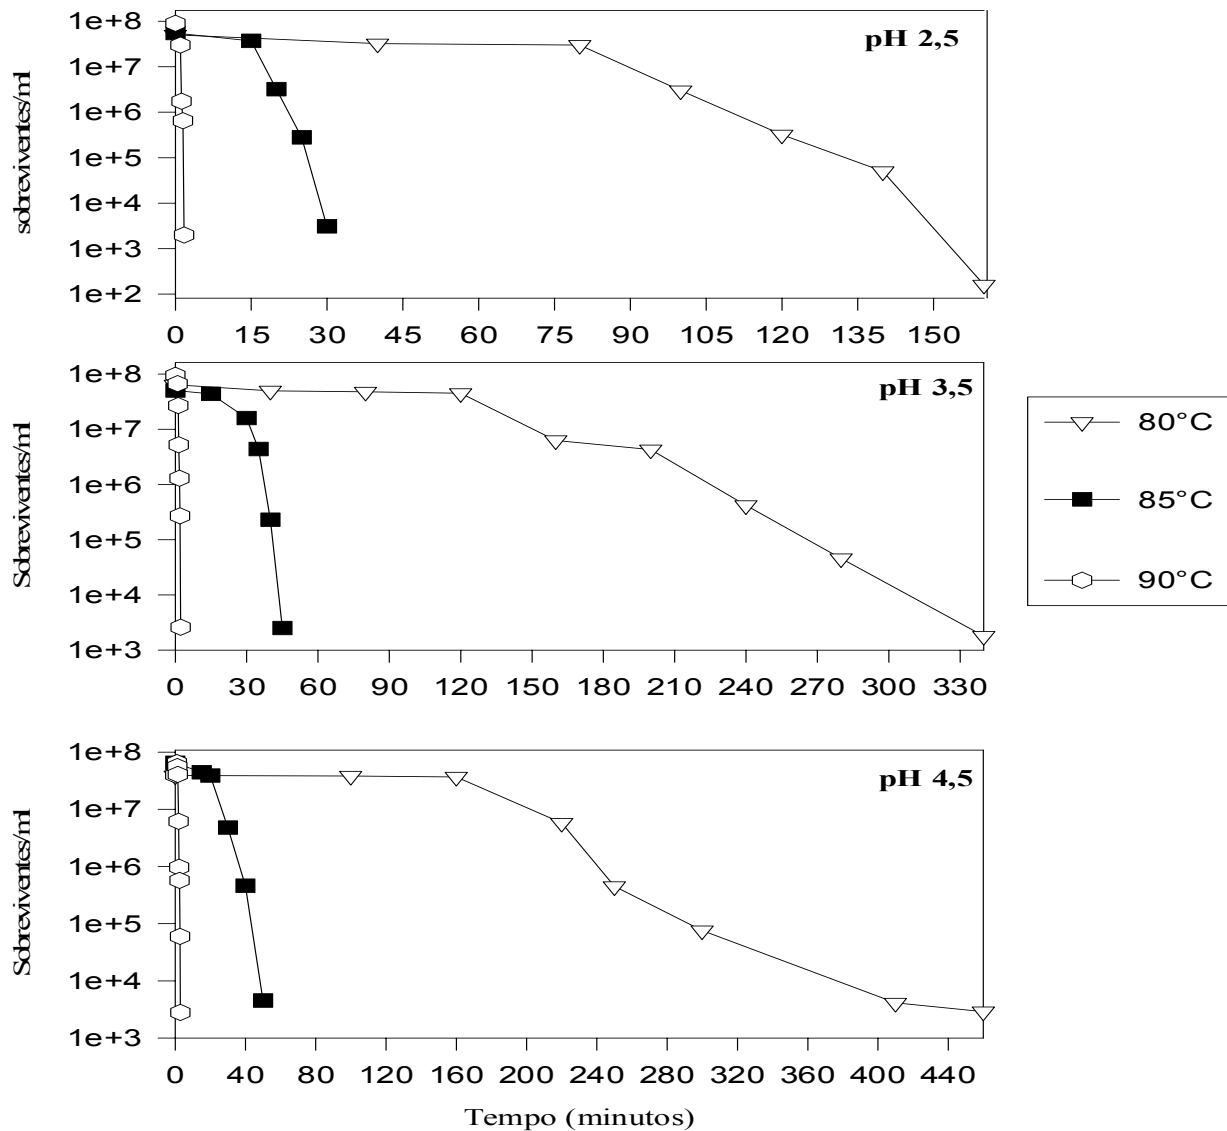 pH 2,5
sobreviventes/ml
1e+8
1e+7
1e+6
1e+5
1e+4
1e+3
1e+2
0 15 30 45 60 75 90 105 120 135 150
pH 3,5
Sobreviventes/ml
1e+8
1e+7
1e+6
1e+5
1e+4
1e+3
0 30 60 90 120 150 180 210 240 270 300 330
80°C
85°C
90°C
pH 4,5
Sobreviventes/ml
1e+8
1e+7
1e+6
1e+5
1e+4
1e+3
0 40 80 120 160 200 240 280 320 360 400 440
Tempo (minutos)